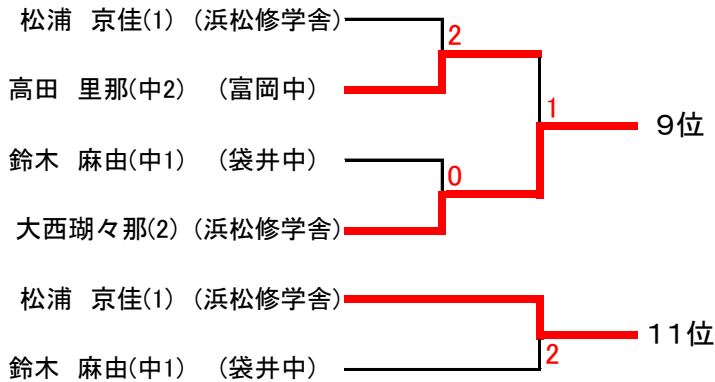 松浦　京佳(1)　(浜松修学舎)
2
高田　里那(中2)　(富岡中)
1
9位
鈴木　麻由(中1)　(袋井中)
0
大西瑚々那(2)　(浜松修学舎)
松浦　京佳(1)　(浜松修学舎)
11位
2
鈴木　麻由(中1)　(袋井中)